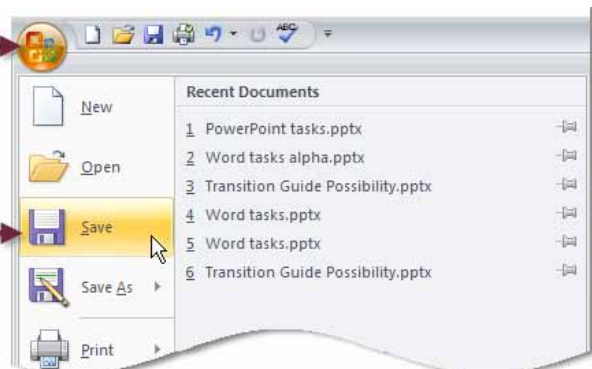 ABC
Recent Documents
New
1 PowerPoint tasks.pptx
2 Word tasks alpha.pptx
Open
3 Transition Guide Possibility.pptx
4 Word tasks.pptx
Save
5 Word tasks.pptx
6 Transition Guide Possibility.pptx
Save As
Print